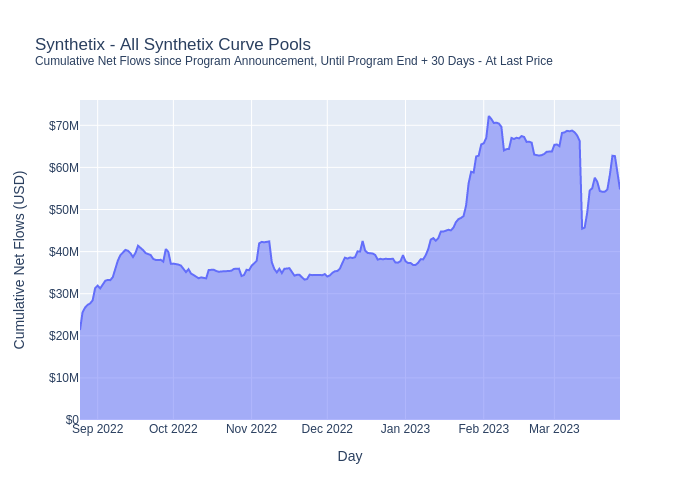 Synthetix - All Synthetix Curve Pools
Cumulative Net Flows since Program Announcement, Until Program End + 30 Days - At Last Price
$70M
$60M
$50M
$40M
$30M
$20M
$10M
$0
Cumulative Net Flows (USD)
Sep 2022
Oct 2022
Nov 2022
Dec 2022
Jan 2023
Feb 2023
Mar 2023
Day